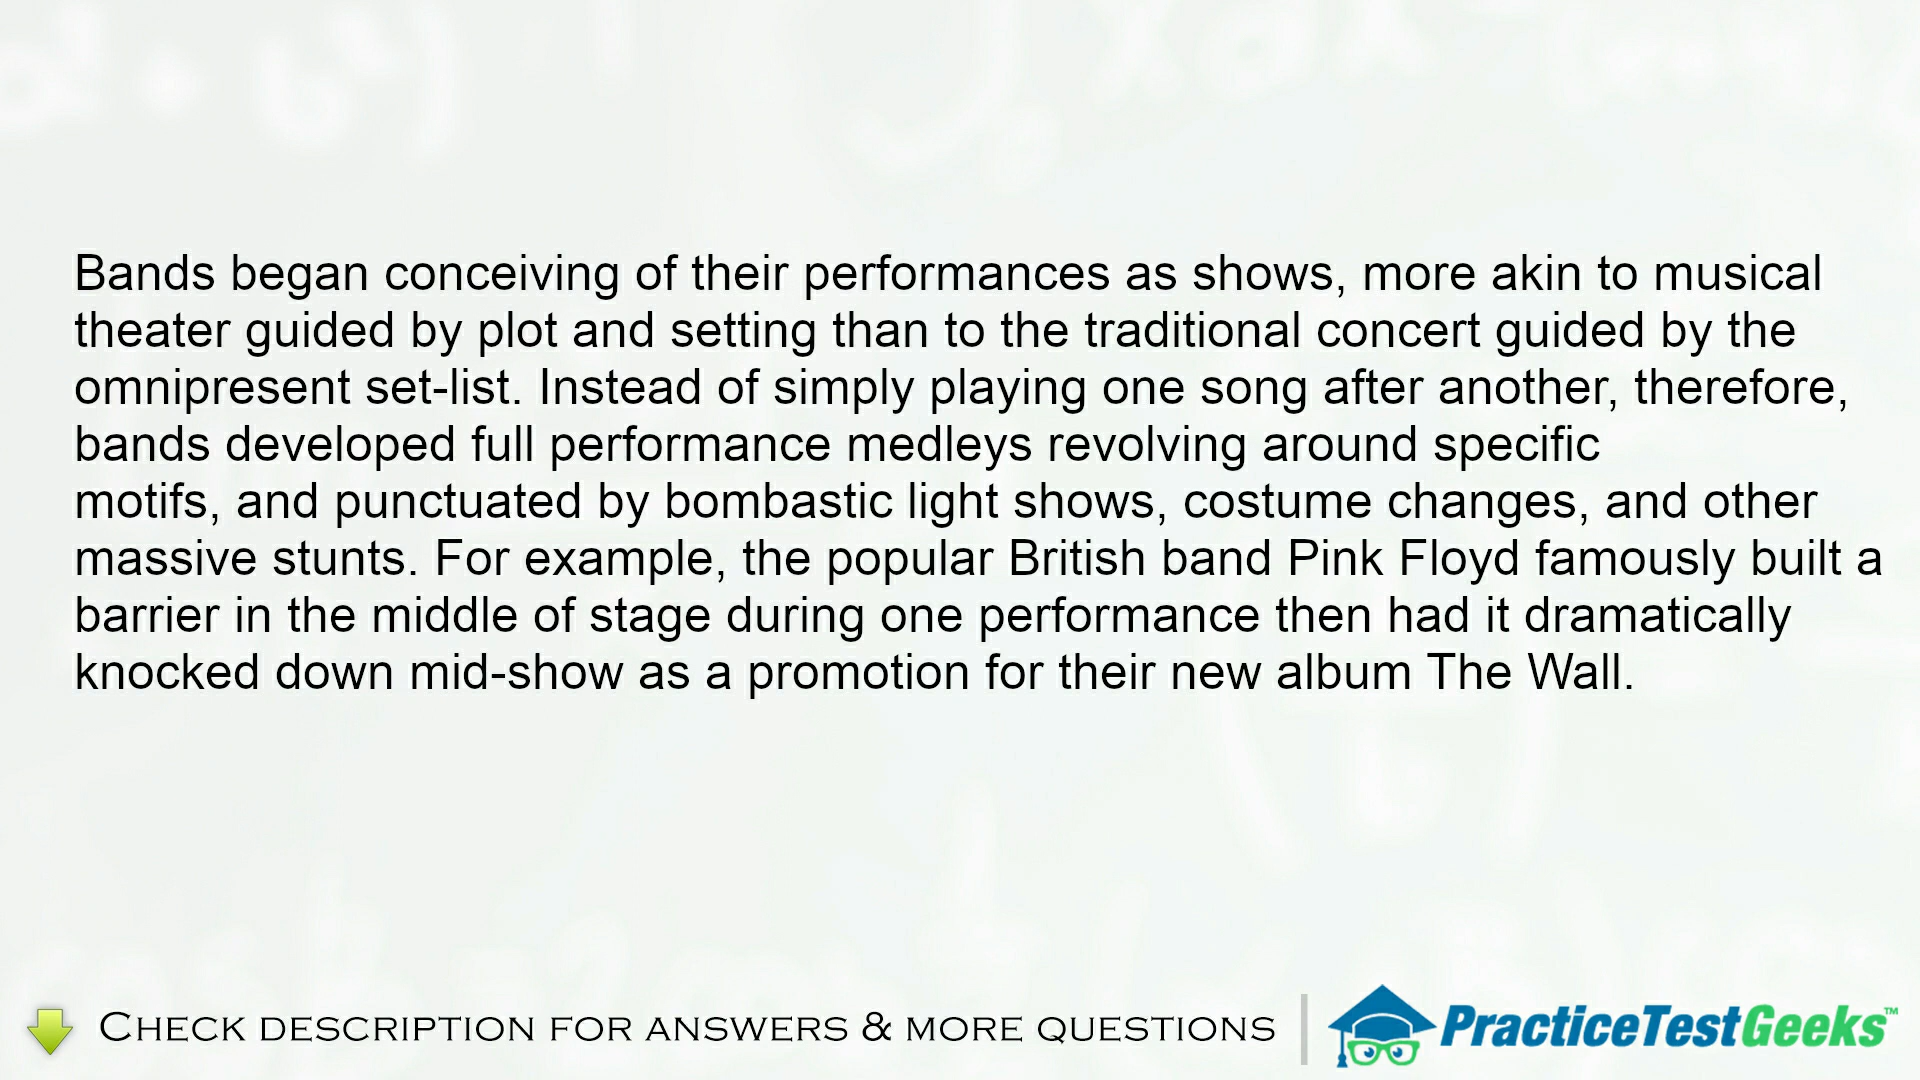 Bands began conceiving of their performances as shows, more akin to musical
theater guided by plot and setting than to the traditional concert guided by the
omnipresent set-list. Instead of simply playing one song after another, therefore,
bands developed full performance medleys revolving around specific
motifs, and punctuated by bombastic light shows, costume changes, and other
massive stunts. For example, the popular British band Pink Floyd famously built a
barrier in the middle of stage during one performance then had it dramatically
knocked down mid-show as a promotion for their new album The Wall.
Check description for answers & more questions
PracticeTestGeeks™